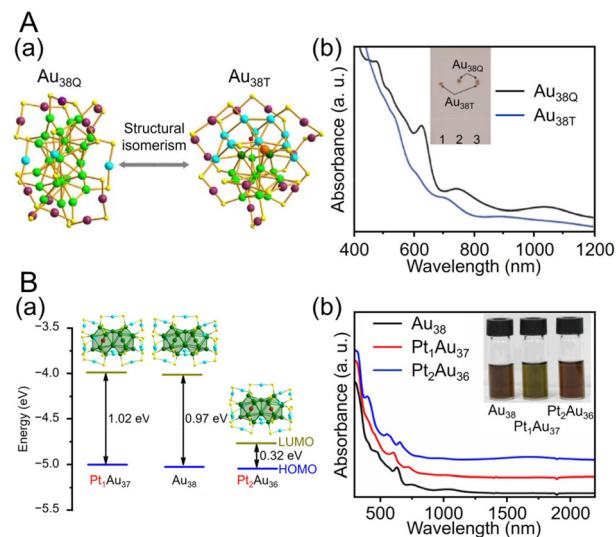 A
(a)
Au38Q
Au38T
Structural
isomerism
(b)
Absorbance (a. u.)
Au38Q
Au38T
1 2 3
Au38Q
Au38T
400 600 800 1000 1200
Wavelength (nm)
B
(a)
Energy (eV)
−3.5
−4.0
−4.5
−5.0
1.02 eV
0.97 eV
0.32 eV
LUMO
HOMO
Pt1Au37
Au38
Pt2Au36
(b)
Absorbance (a. u.)
Au38
Pt1Au37
Pt2Au36
Au38
Pt2Au36
Pt1Au37
500 1000 1500 2000
Wavelength (nm)